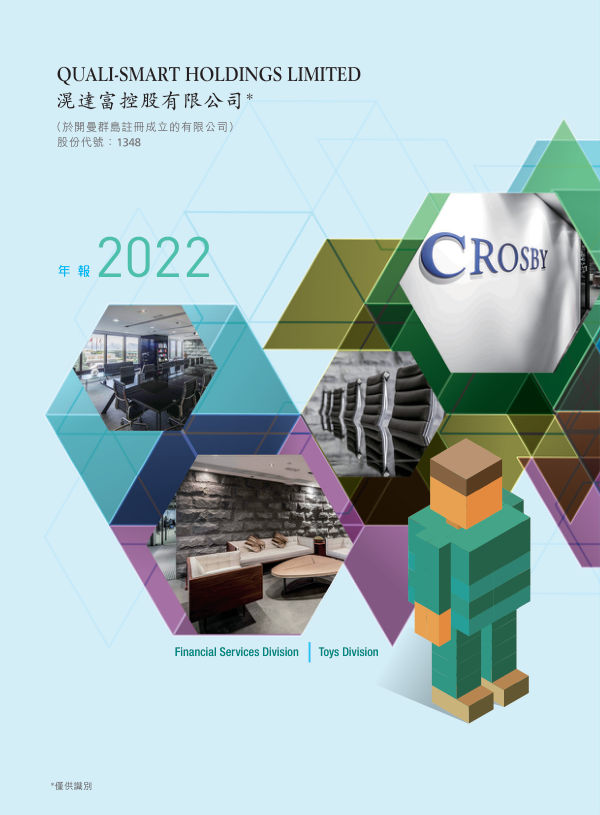 QUALI-SMART HOLDINGS LIMITED
滉達富控股有限公司*
（於開曼群島註冊成立的有限公司）
股份代號：1348
年報 2022
CROSBY
Financial Services Division | Toys Division
*僅供識別